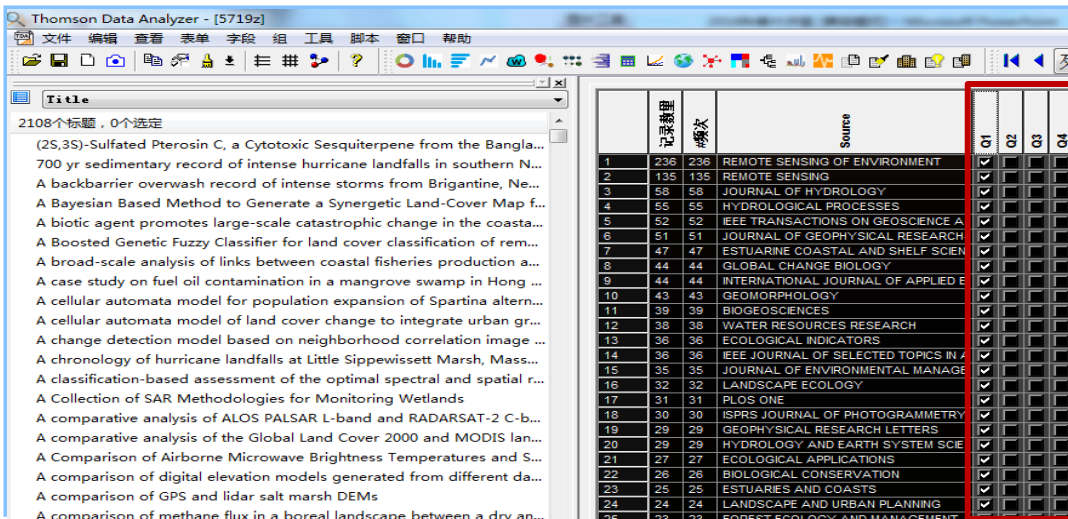 Thomson Data Analyzer - [5719z]
文件 编辑 查看 表单 字段 组 工具 脚本 窗口 帮助
Title
2108个标题，0个选定
(2S,3S)-Sulfated Pterosin C, a Cytotoxic Sesquiterpene from the Bangla...
700 yr sedimentary record of intense hurricane landfalls in southern N...
A backbarrier overwash record of intense storms from Brigantine, Ne...
A Bayesian Based Method to Generate a Synergetic Land-Cover Map f...
A biotic agent promotes large-scale catastrophic change in the coasta...
A Boosted Genetic Fuzzy Classifier for land cover classification of rem...
A broad-scale analysis of links between coastal fisheries production a...
A case study on fuel oil contamination in a mangrove swamp in Hong ...
A cellular automata model for population expansion of Spartina altern...
A cellular automata model of land cover change to integrate urban gr...
A change detection model based on neighborhood correlation image ...
A chronology of hurricane landfalls at Little Sippewissett Marsh, Mass...
A classification-based assessment of the optimal spectral and spatial r...
A Collection of SAR Methodologies for Monitoring Wetlands
A comparative analysis of ALOS PALSAR L-band and RADARSAT-2 C-b...
A comparative analysis of the Global Land Cover 2000 and MODIS lan...
A Comparison of Airborne Microwave Brightness Temperatures and S...
A comparison of digital elevation models generated from different da...
A comparison of GPS and lidar salt marsh DEMs
A comparison of methane flux in a boreal landscape between a dry an...
记录数量 #频次 Source Q1 Q2 Q3 Q4
1 236 236 REMOTE SENSING OF ENVIRONMENT
2 135 135 REMOTE SENSING
3 58 58 JOURNAL OF HYDROLOGY
4 55 55 HYDROLOGICAL PROCESSES
5 52 52 IEEE TRANSACTIONS ON GEOSCIENCE A
6 51 51 JOURNAL OF GEOPHYSICAL RESEARCH-
7 47 47 ESTUARINE COASTAL AND SHELF SCIEN
8 44 44 GLOBAL CHANGE BIOLOGY
9 44 44 INTERNATIONAL JOURNAL OF APPLIED E
10 43 43 GEOMORPHOLOGY
11 39 39 BIOGEOSCIENCES
12 38 38 WATER RESOURCES RESEARCH
13 36 36 ECOLOGICAL INDICATORS
14 36 36 IEEE JOURNAL OF SELECTED TOPICS IN A
15 35 35 JOURNAL OF ENVIRONMENTAL MANAGE
16 32 32 LANDSCAPE ECOLOGY
17 31 31 PLOS ONE
18 30 30 ISPRS JOURNAL OF PHOTOGRAMMETRY
19 29 29 GEOPHYSICAL RESEARCH LETTERS
20 29 29 HYDROLOGY AND EARTH SYSTEM SCIE
21 27 27 ECOLOGICAL APPLICATIONS
22 26 26 BIOLOGICAL CONSERVATION
23 25 25 ESTUARIES AND COASTS
24 24 24 LANDSCAPE AND URBAN PLANNING
25 23 23 FOREST ECOLOGY AND MANAGEMENT